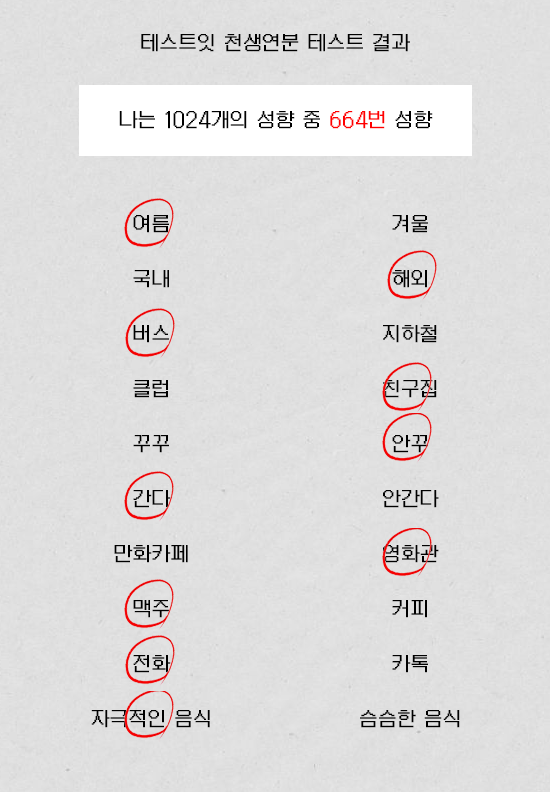 테스트잇 천생연분 테스트 결과
나는 1024개의 성향 중 664번 성향
여름 겨울
국내 해외
버스 지하철
클럽 친구집
꾸꾸 안꾸
간다 안간다
만화카페 영화관
맥주 커피
전화 카톡
자극적인 음식 슴슴한 음식